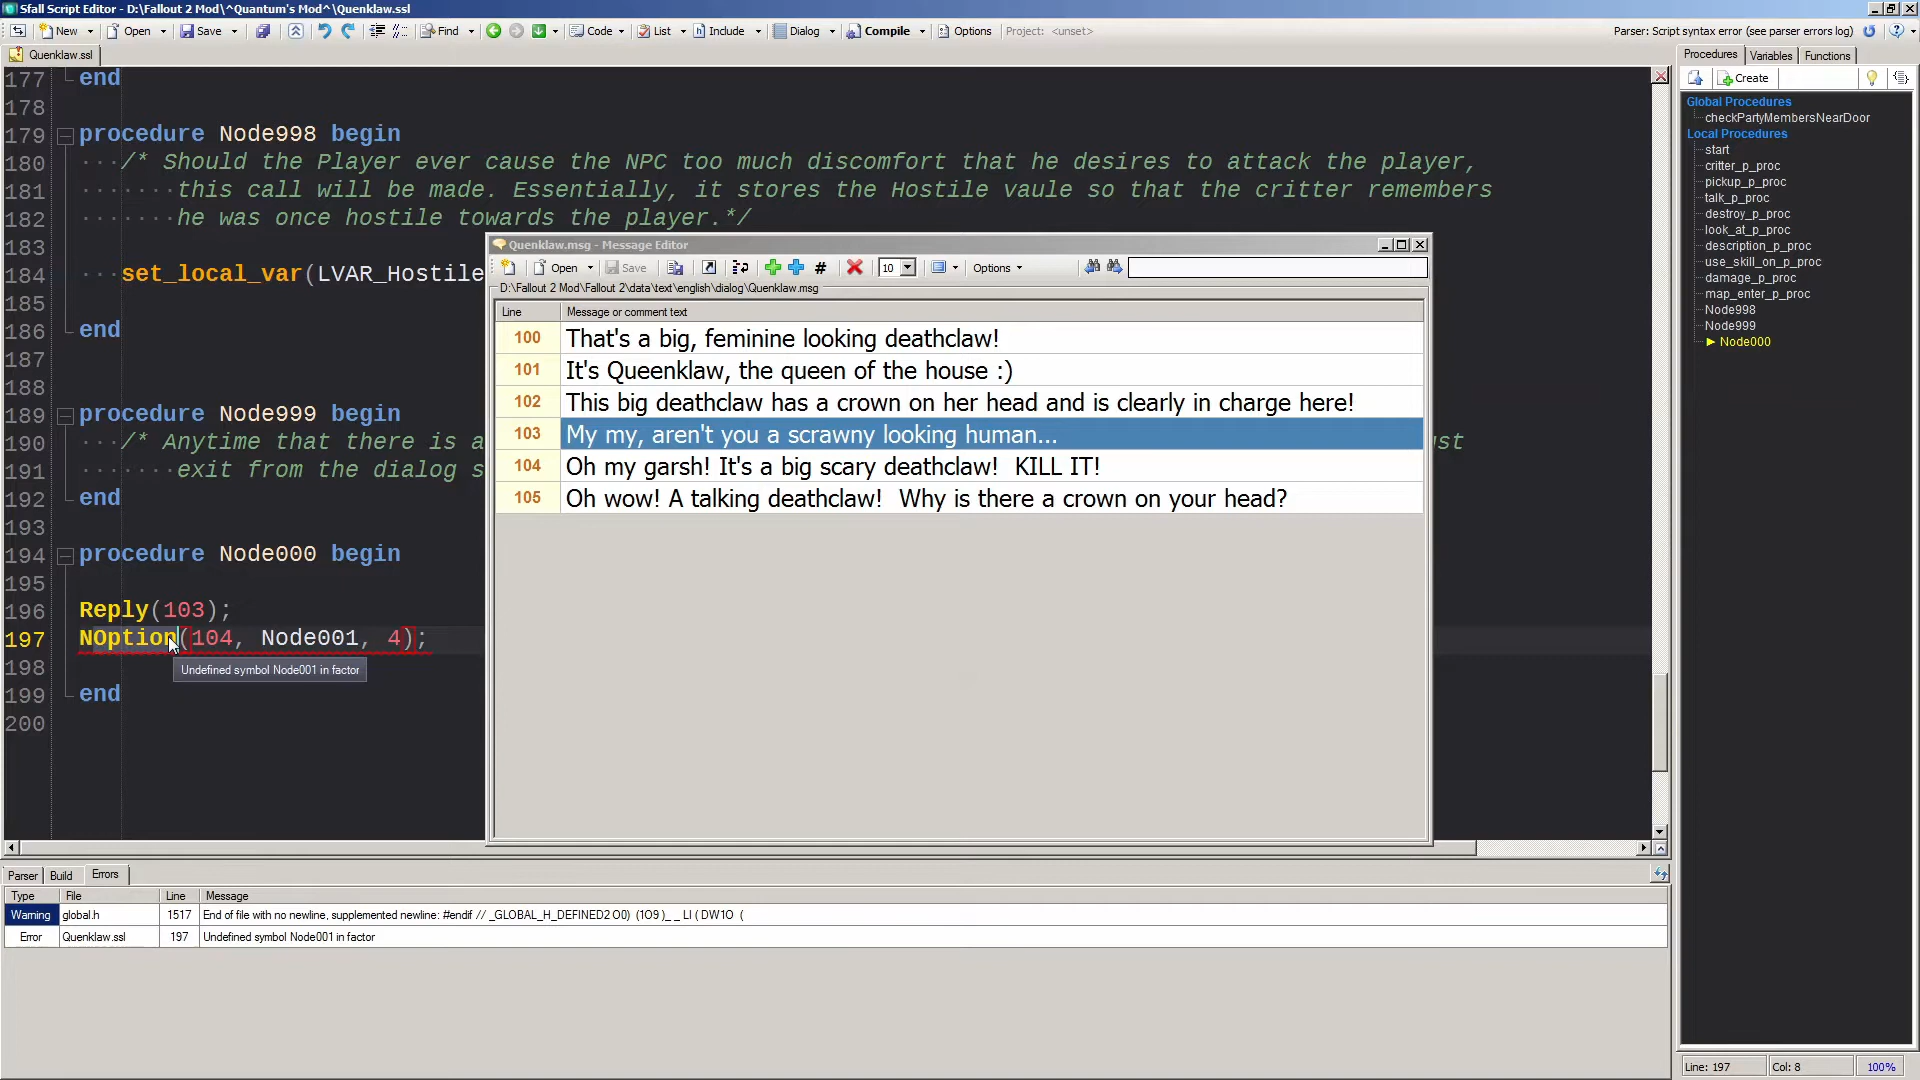 Sfall Script Editor - D:\Fallout 2 Mod\^Quantum's Mod^\Quenklaw.ssl
New Open Save Find Code List Include Dialog Compile Options Project: <unset> Parser: Script syntax error (see parser errors log)
Quenklaw.ssl
Procedures Variables Functions
Create
Global Procedures
checkPartyMembersNearDoor
Local Procedures
start
critter_p_proc
pickup_p_proc
talk_p_proc
destroy_p_proc
look_at_p_proc
description_p_proc
use_skill_on_p_proc
damage_p_proc
map_enter_p_proc
Node998
Node999
Node000
177 end
178
179 procedure Node998 begin
180 /* Should the Player ever cause the NPC too much discomfort that he desires to attack the player,
181 this call will be made. Essentially, it stores the Hostile vaule so that the critter remembers
182 he was once hostile towards the player.*/
183
184 set_local_var(LVAR_Hostile
185
186 end
187
188
189 procedure Node999 begin
190 /* Anytime that there is a ust
191 exit from the dialog s
192 end
193
194 procedure Node000 begin
195
196 Reply(103);
197 NOption(104, Node001, 4);
198
199 end
200
Undefined symbol Node001 in factor
Quenklaw.msg - Message Editor
Open Save # 10 Options
D:\Fallout 2 Mod\Fallout 2\data\text\english\dialog\Quenklaw.msg
Line Message or comment text
100 That's a big, feminine looking deathclaw!
101 It's Queenklaw, the queen of the house :)
102 This big deathclaw has a crown on her head and is clearly in charge here!
103 My my, aren't you a scrawny looking human...
104 Oh my garsh! It's a big scary deathclaw! KILL IT!
105 Oh wow! A talking deathclaw! Why is there a crown on your head?
Parser Build Errors
Type File Line Message
Warning global.h 1517 End of file with no newline, supplemented newline: #endif // _GLOBAL_H_DEFINED2 O0) (1O9 )_ _ LI ( DW1O (
Error Quenklaw.ssl 197 Undefined symbol Node001 in factor
Line: 197 Col: 8 100%